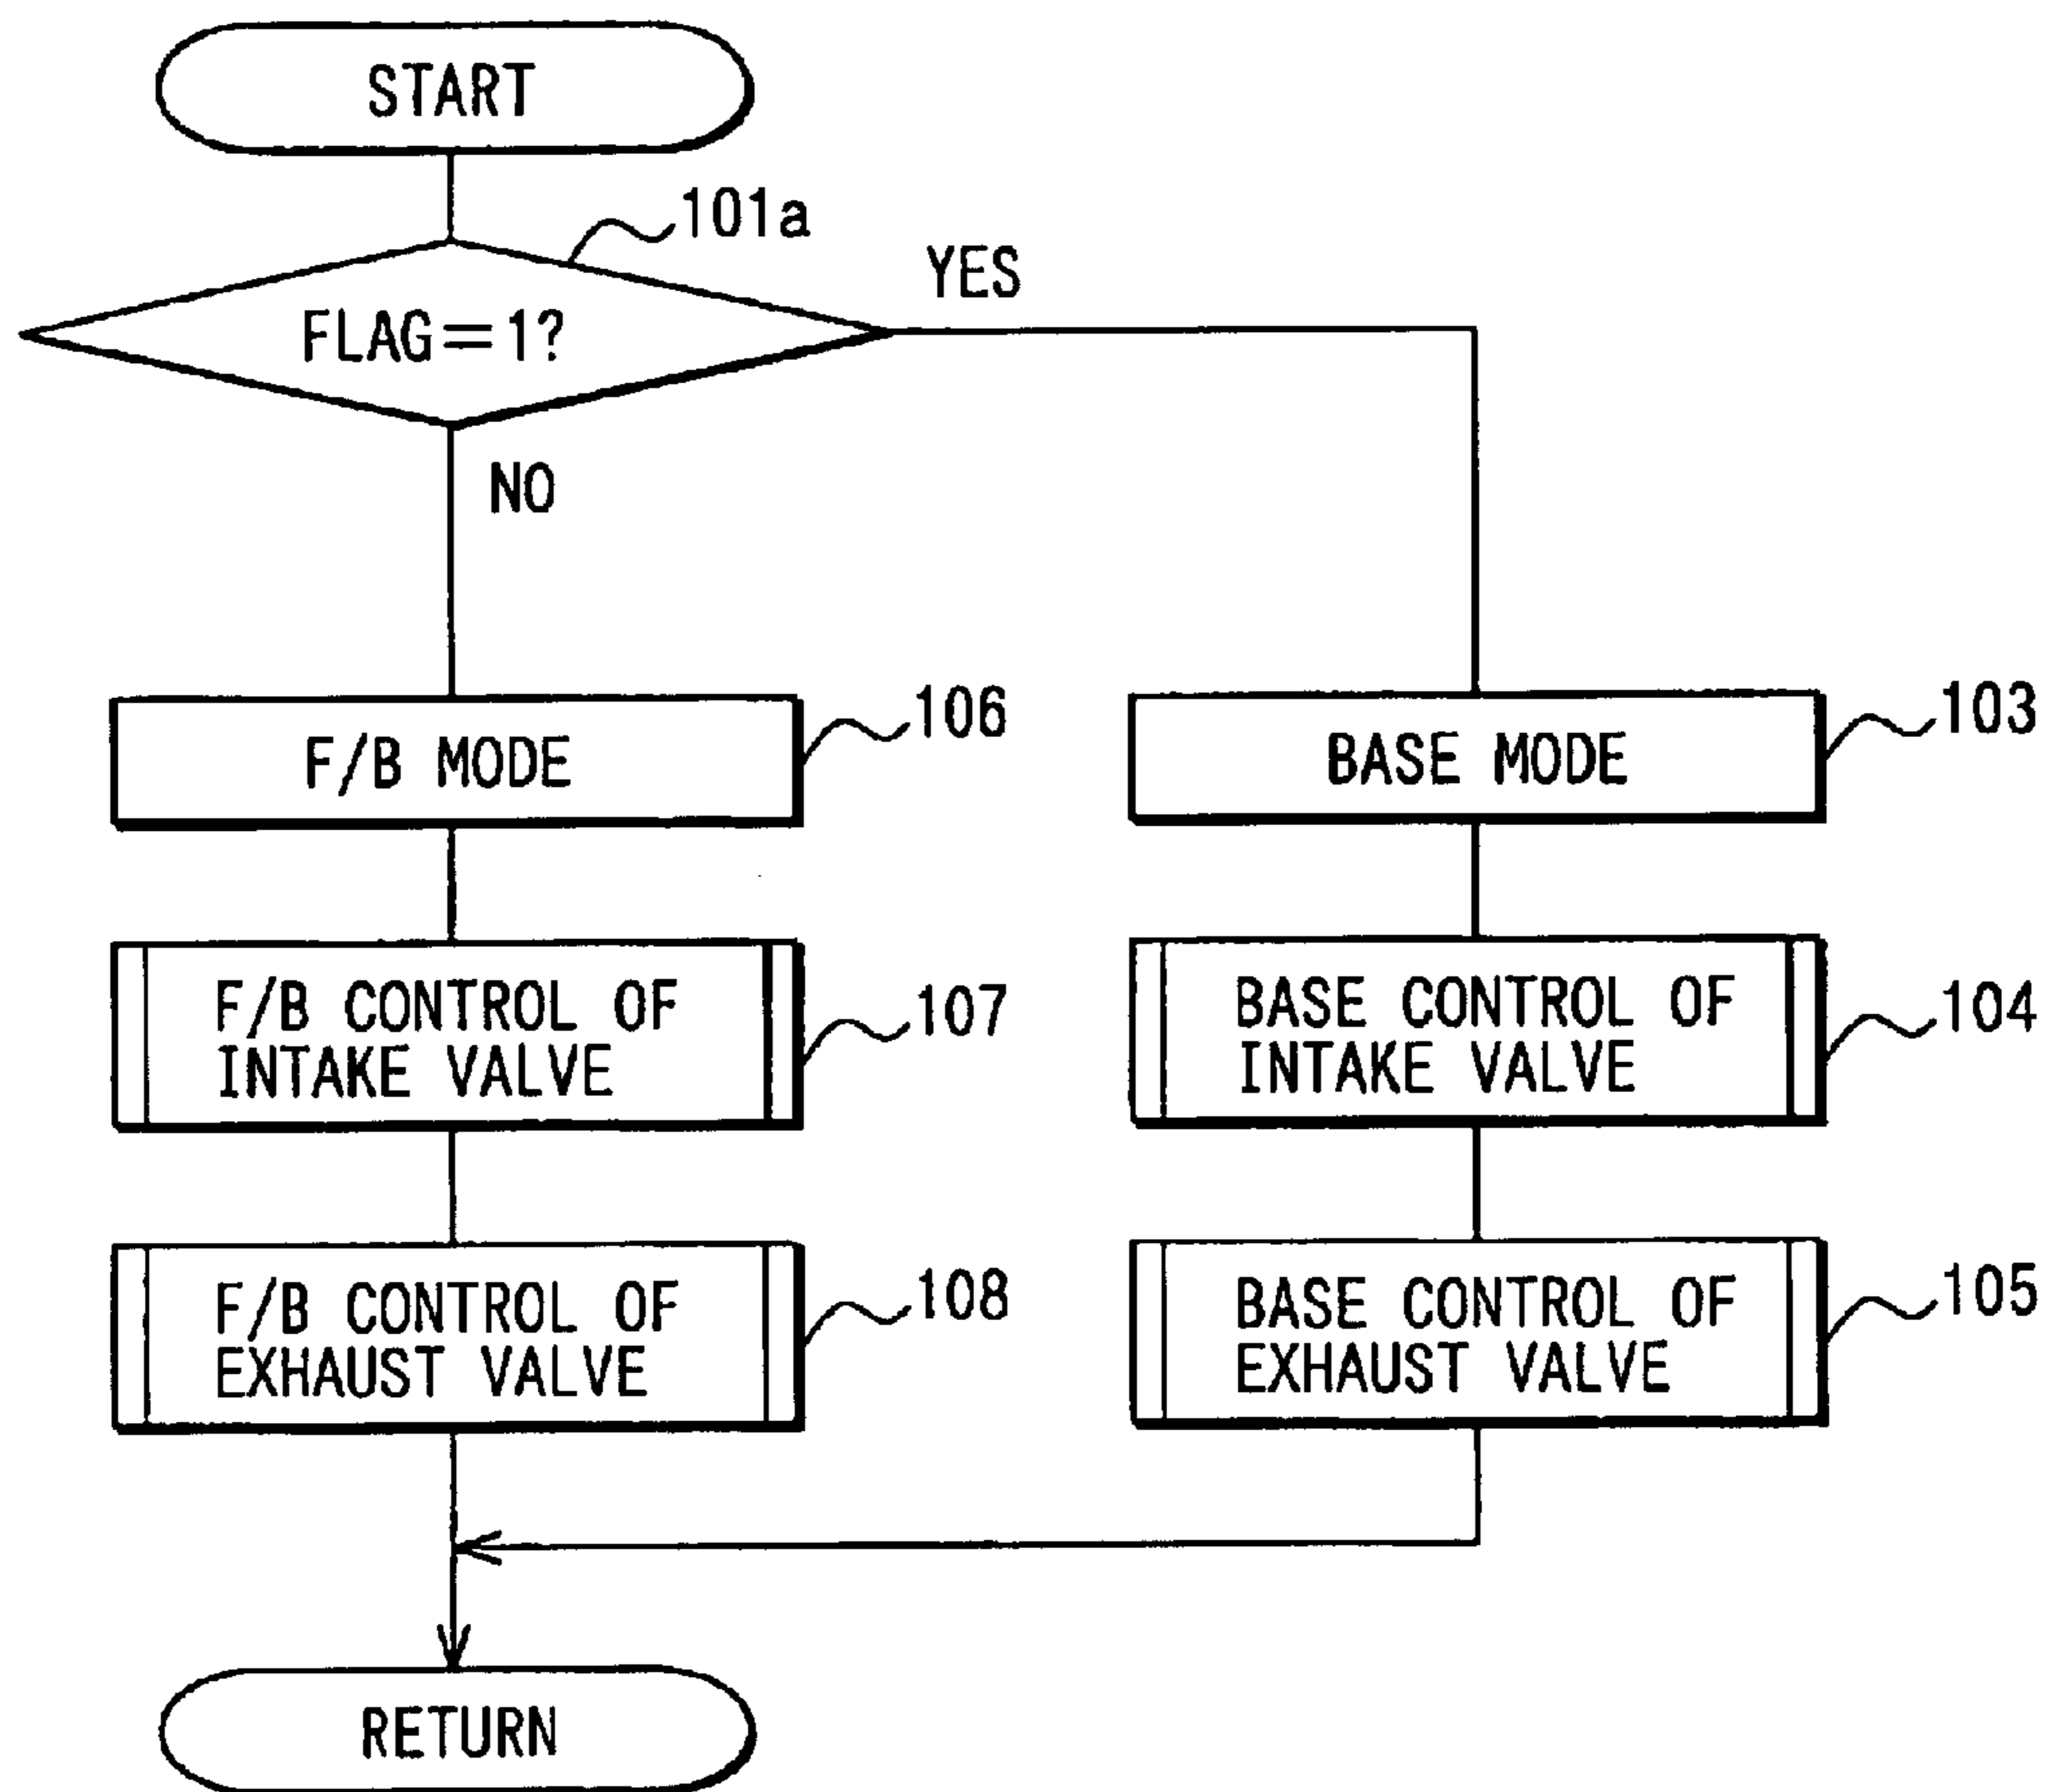 START
101a
FLAG=1?
YES
NO
F/B MODE
106
BASE MODE
103
F/B CONTROL OF
INTAKE VALVE
107
BASE CONTROL OF
INTAKE VALVE
104
F/B CONTROL OF
EXHAUST VALVE
108
BASE CONTROL OF
EXHAUST VALVE
105
RETURN